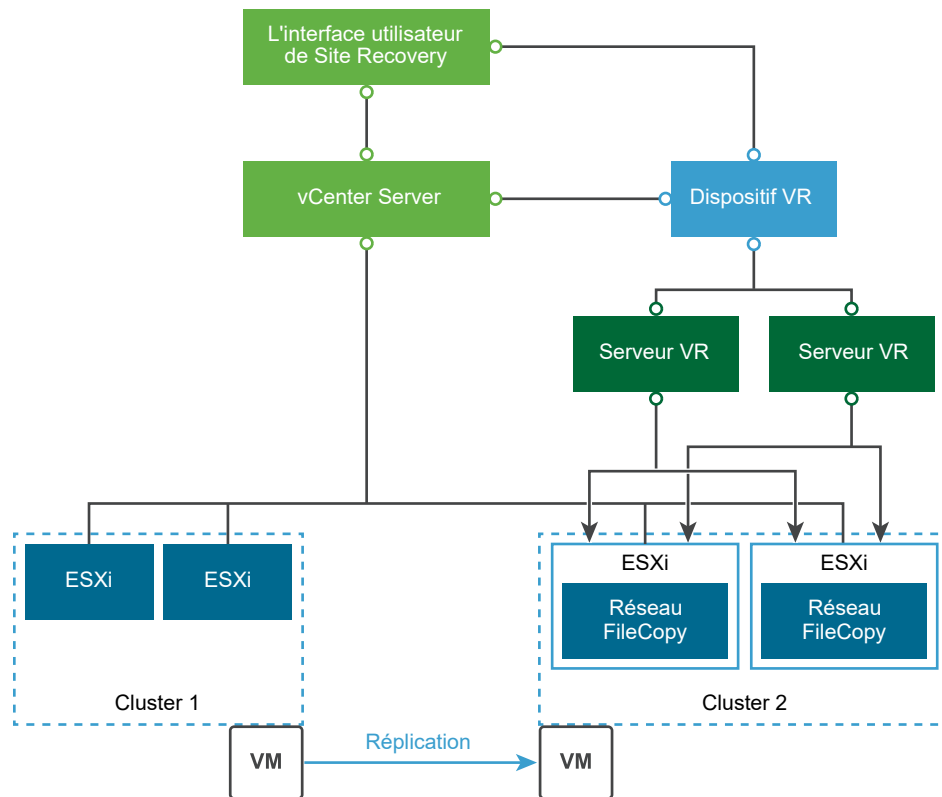 L'interface utilisateur
de Site Recovery
vCenter Server
Dispositif VR
Serveur VR
Serveur VR
ESXi
ESXi
ESXi
Réseau
FileCopy
ESXi
Réseau
FileCopy
Cluster 1
Cluster 2
VM
Réplication
VM